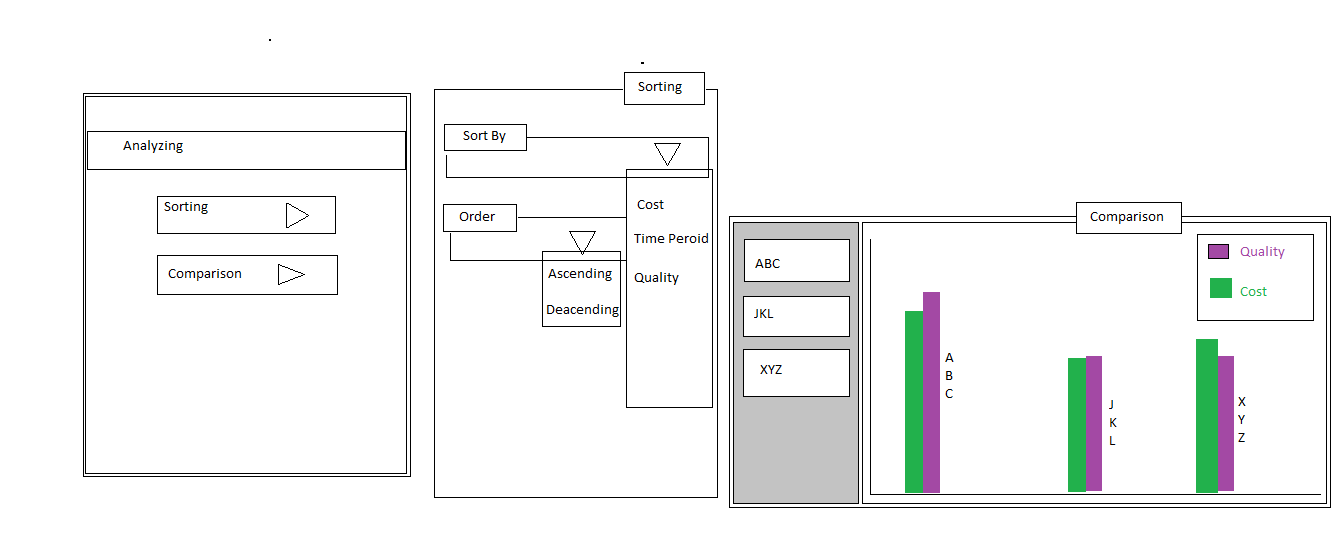 Analyzing
Sorting
Comparison
Sorting
Sort By
Order
Cost
Time Peroid
Quality
Ascending
Deacending
Comparison
ABC
JKL
XYZ
Quality
Cost
A
B
C
J
K
L
X
Y
Z